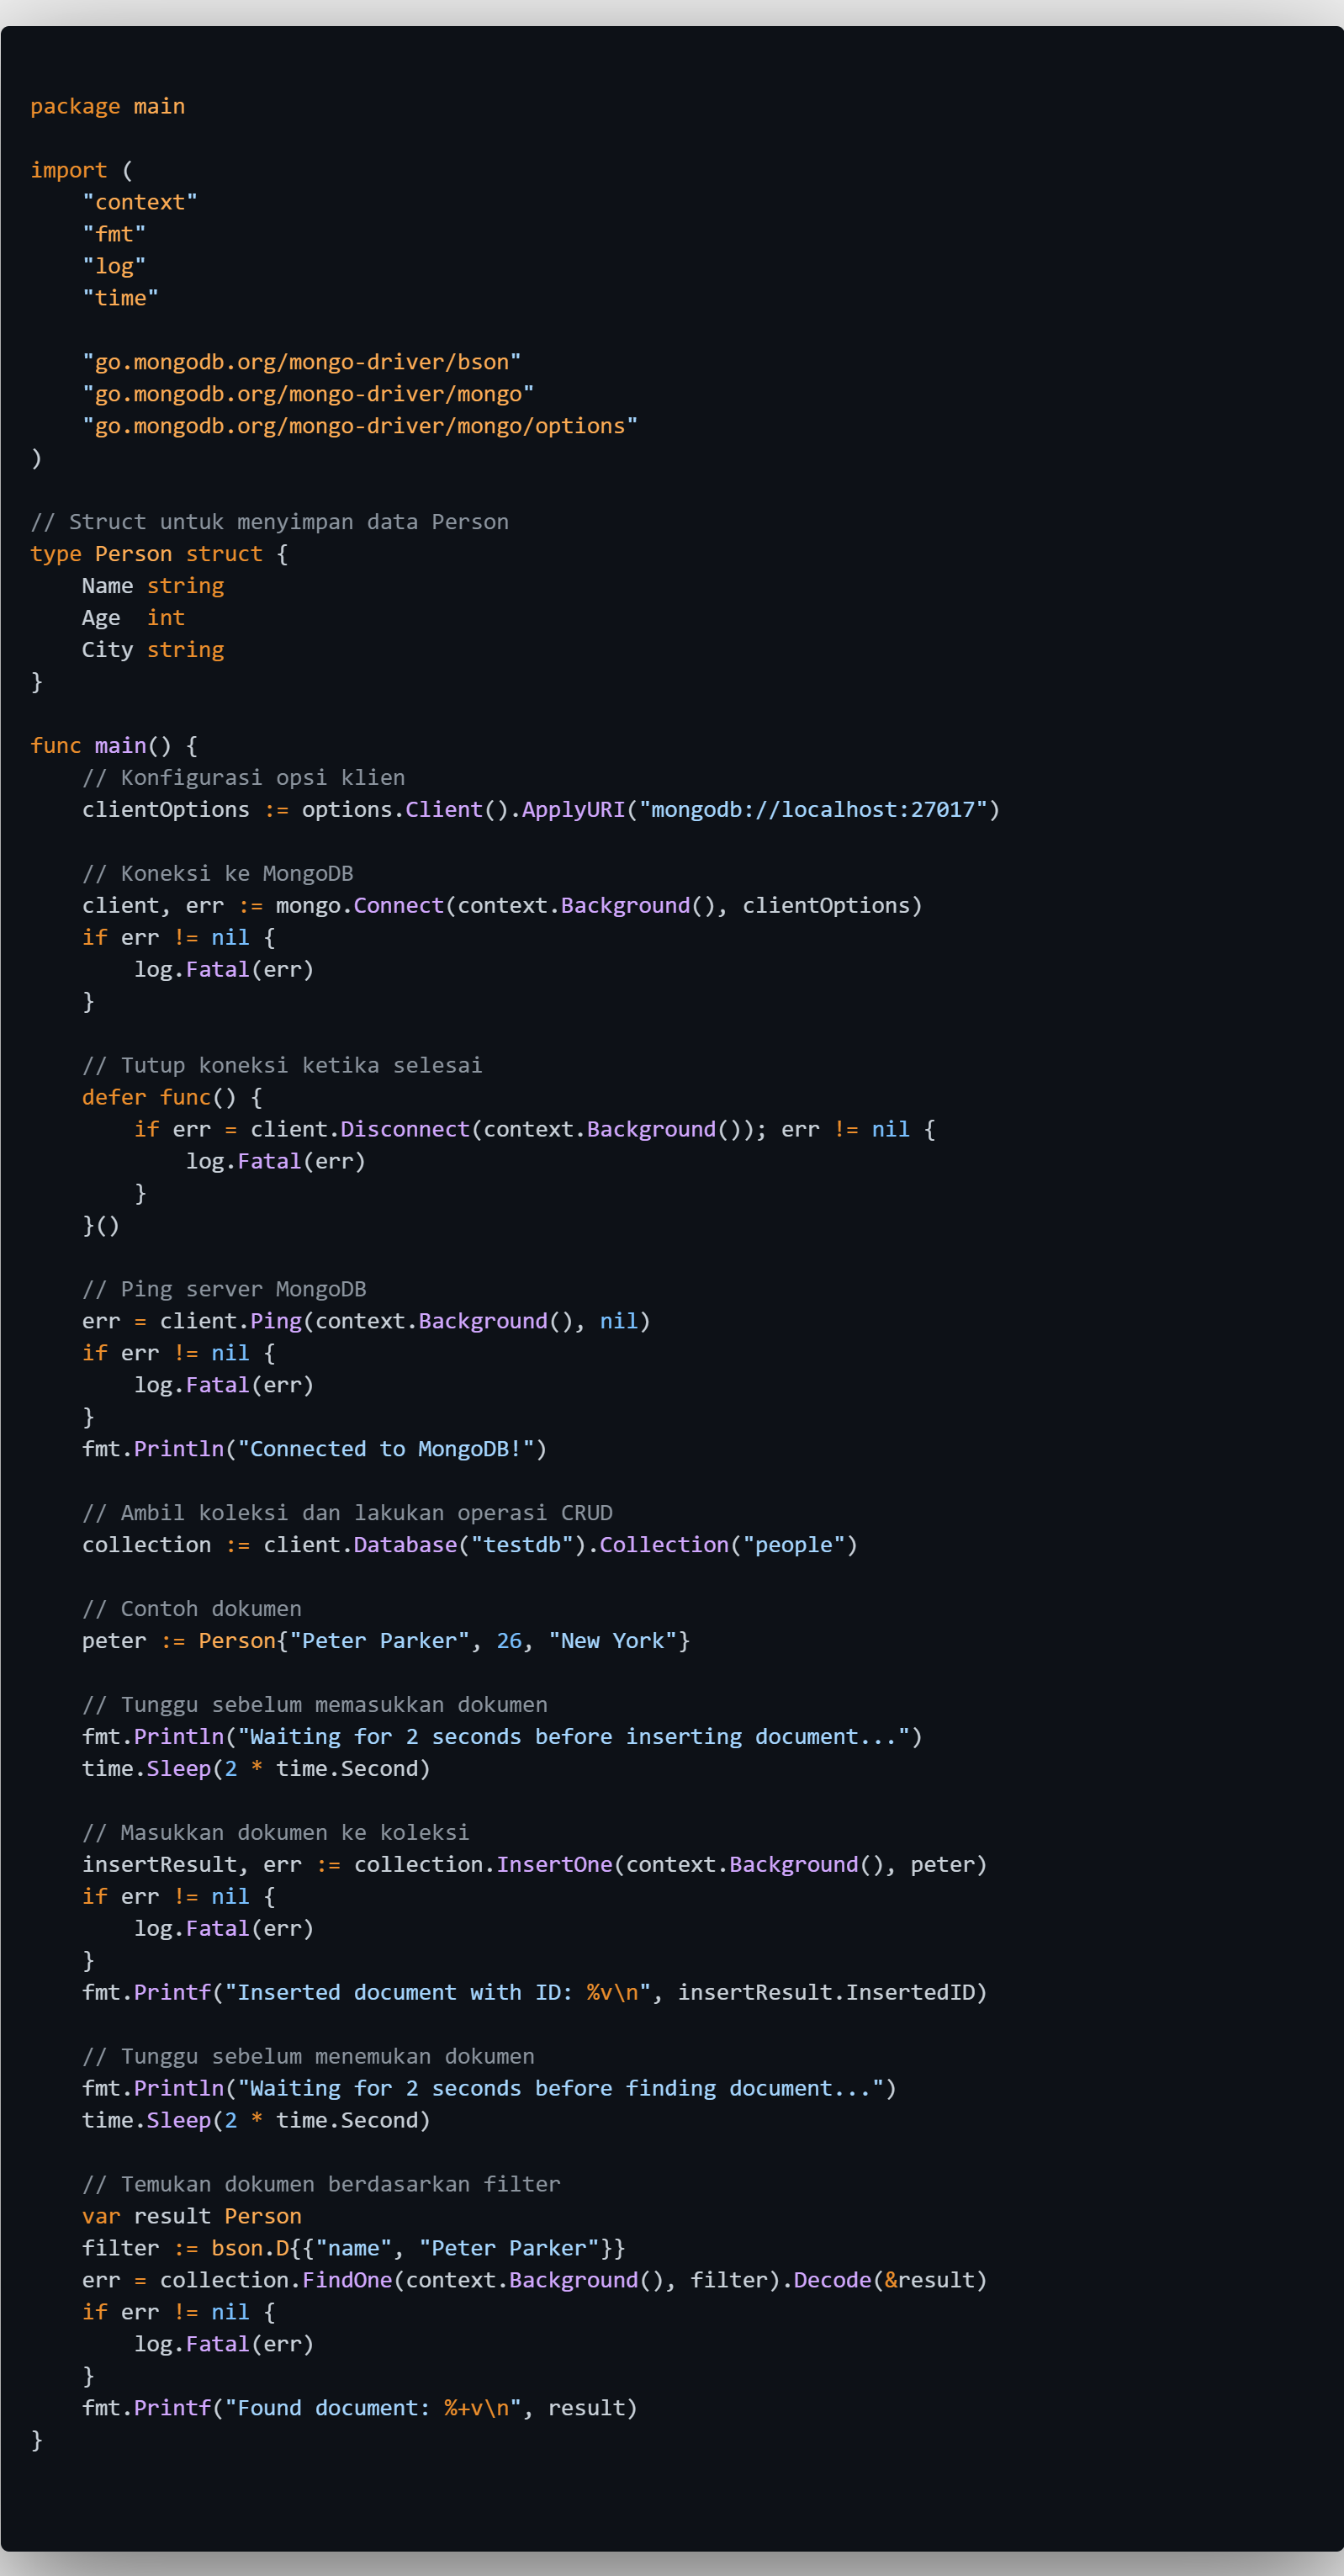 package main
import (
"context"
"fmt"
"log"
"time"
"go.mongodb.org/mongo-driver/bson"
"go.mongodb.org/mongo-driver/mongo"
"go.mongodb.org/mongo-driver/mongo/options"
)
// Struct untuk menyimpan data Person
type Person struct {
Name string
Age  int
City string
}
func main() {
// Konfigurasi opsi klien
clientOptions := options.Client().ApplyURI("mongodb://localhost:27017")
// Koneksi ke MongoDB
client, err := mongo.Connect(context.Background(), clientOptions)
if err != nil {
log.Fatal(err)
}
// Tutup koneksi ketika selesai
defer func() {
if err = client.Disconnect(context.Background()); err != nil {
log.Fatal(err)
}
}()
// Ping server MongoDB
err = client.Ping(context.Background(), nil)
if err != nil {
log.Fatal(err)
}
fmt.Println("Connected to MongoDB!")
// Ambil koleksi dan lakukan operasi CRUD
collection := client.Database("testdb").Collection("people")
// Contoh dokumen
peter := Person{"Peter Parker", 26, "New York"}
// Tunggu sebelum memasukkan dokumen
fmt.Println("Waiting for 2 seconds before inserting document...")
time.Sleep(2 * time.Second)
// Masukkan dokumen ke koleksi
insertResult, err := collection.InsertOne(context.Background(), peter)
if err != nil {
log.Fatal(err)
}
fmt.Printf("Inserted document with ID: %v\n", insertResult.InsertedID)
// Tunggu sebelum menemukan dokumen
fmt.Println("Waiting for 2 seconds before finding document...")
time.Sleep(2 * time.Second)
// Temukan dokumen berdasarkan filter
var result Person
filter := bson.D{{"name", "Peter Parker"}}
err = collection.FindOne(context.Background(), filter).Decode(&result)
if err != nil {
log.Fatal(err)
}
fmt.Printf("Found document: %+v\n", result)
}